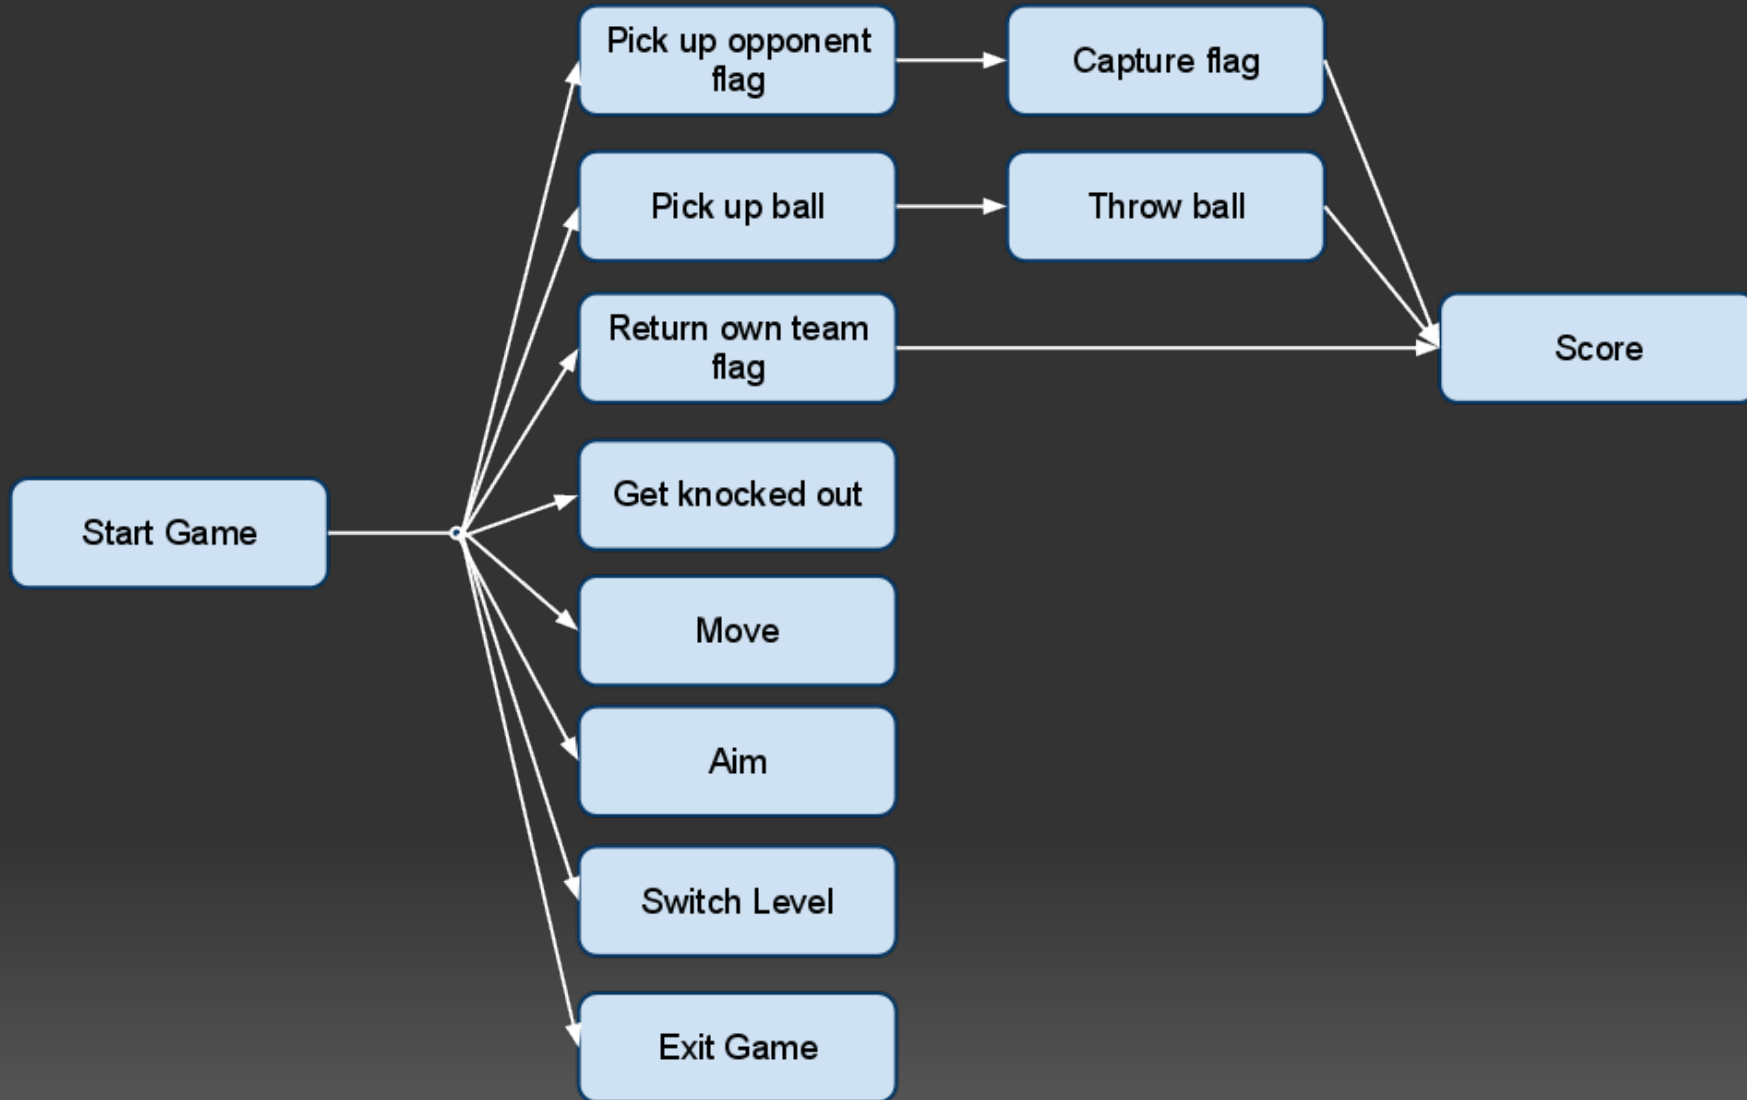 Pick up opponent
flag
Capture flag
Pick up ball
Throw ball
Return own team
flag
Score
Get knocked out
Start Game
Move
Aim
Switch Level
Exit Game